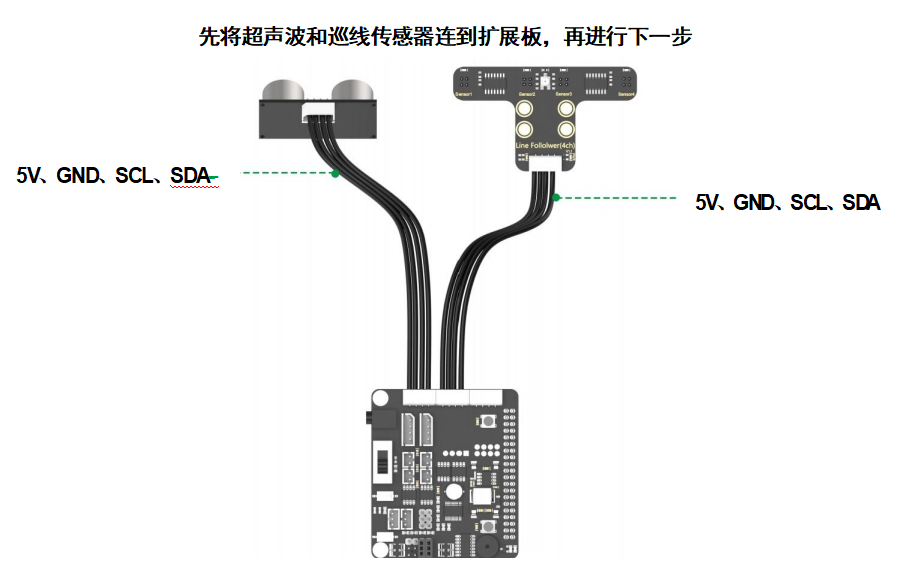 先将超声波和巡线传感器连到扩展板，再进行下一步
Sensor1 Sensor2 Sensor3 Sensor4
Line Follolwer(4ch)
5V、GND、SCL、SDA
5V、GND、SCL、SDA